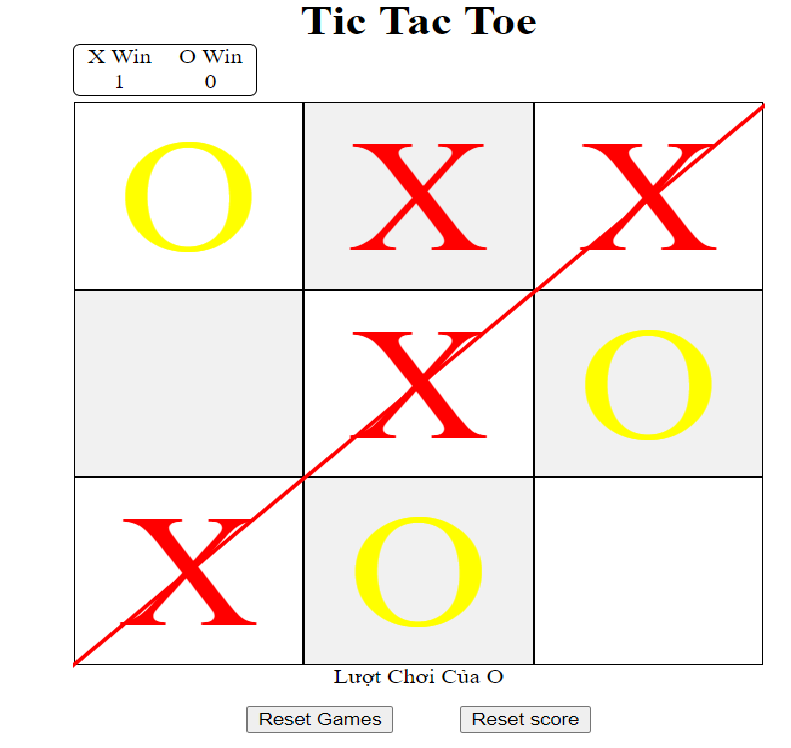 Tic Tac Toe
X Win O Win
1 0
O X X
X O
X O
Lượt Chơi Của O
Reset Games Reset score